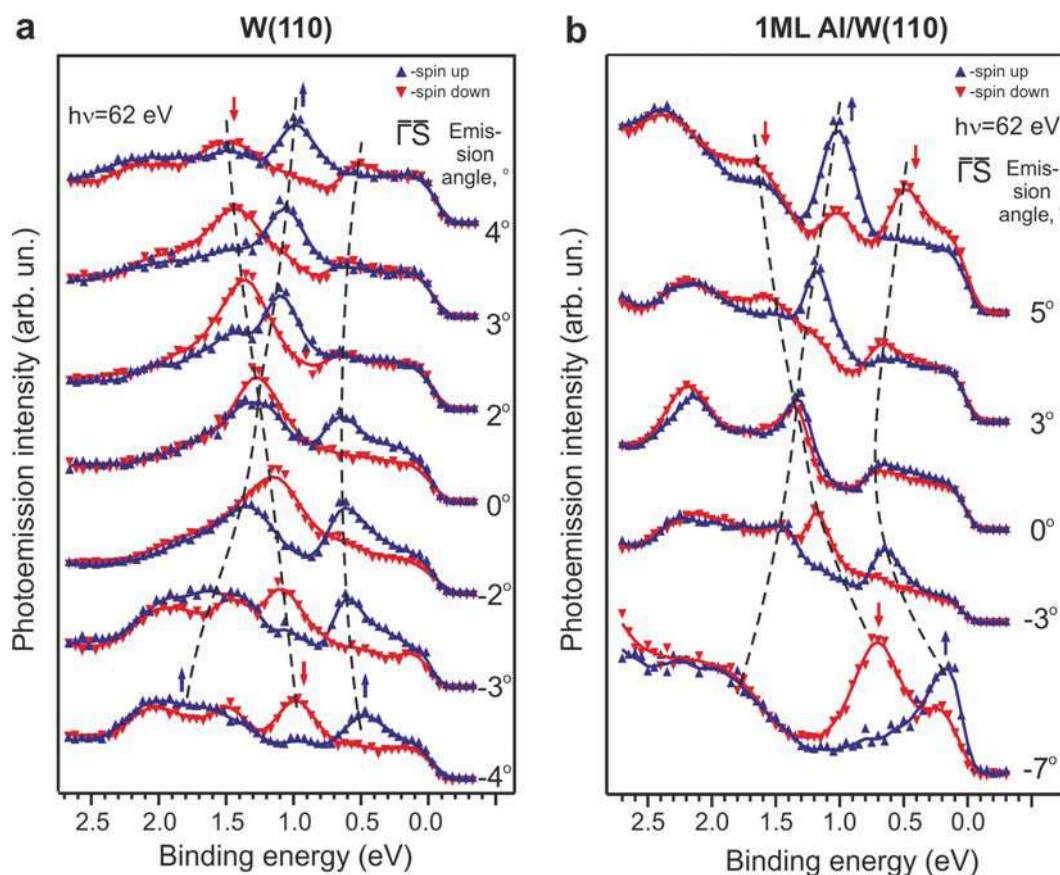 a
W(110)
▲-spin up
▼-spin down
hν=62 eV
Γ̅S̅
Emis-
sion
angle, °
4°
3°
2°
0°
-2°
-3°
-4°
Photoemission intensity (arb. un.)
2.5 2.0 1.5 1.0 0.5 0.0
Binding energy (eV)
b
1ML Al/W(110)
▲-spin up
▼-spin down
hν=62 eV
Γ̅S̅
Emis-
sion
angle,
5°
3°
0°
-3°
-7°
Photoemission intensity (arb. un.)
2.5 2.0 1.5 1.0 0.5 0.0
Binding energy (eV)